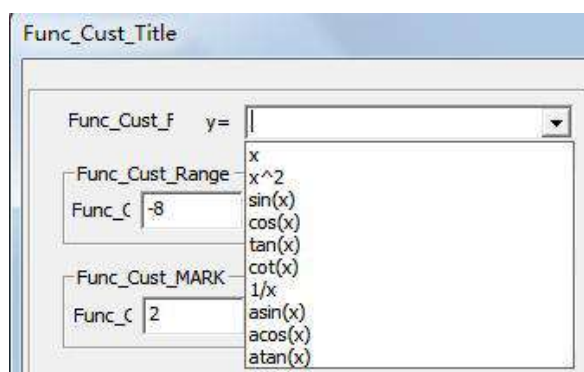 Func_Cust_Title
Func_Cust_F y=
x
x^2
sin(x)
cos(x)
tan(x)
cot(x)
1/x
asin(x)
acos(x)
atan(x)
Func_Cust_Range
Func_C -8
Func_Cust_MARK
Func_C 2